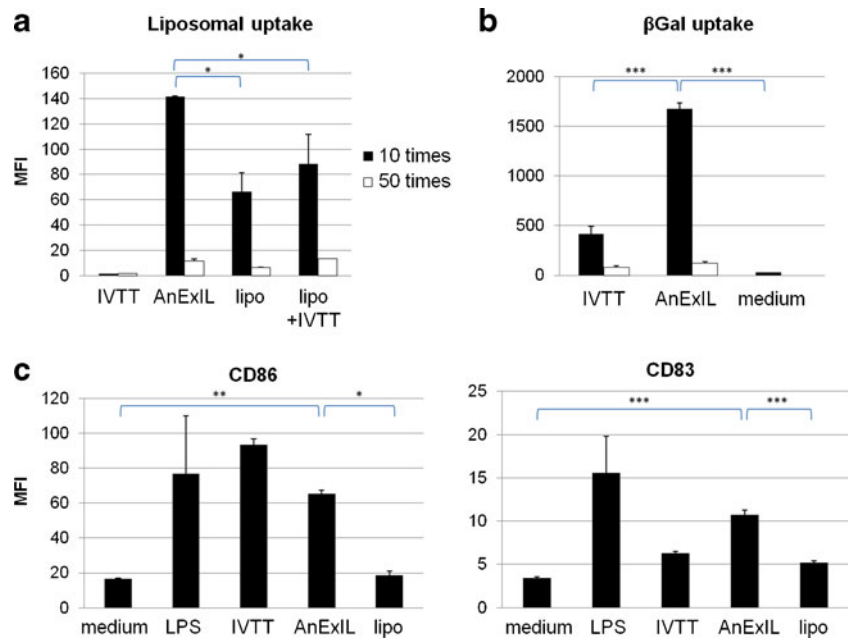 a
Liposomal uptake
*
*
160
140
120
100
80
60
40
20
0
MFI
IVTT
AnExIL
lipo
lipo
+IVTT
10 times
50 times
b
βGal uptake
***
***
2000
1500
1000
500
0
IVTT
AnExIL
medium
c
CD86
**
*
120
100
80
60
40
20
0
MFI
medium
LPS
IVTT
AnExIL
lipo
CD83
***
***
25
20
15
10
5
0
medium
LPS
IVTT
AnExIL
lipo